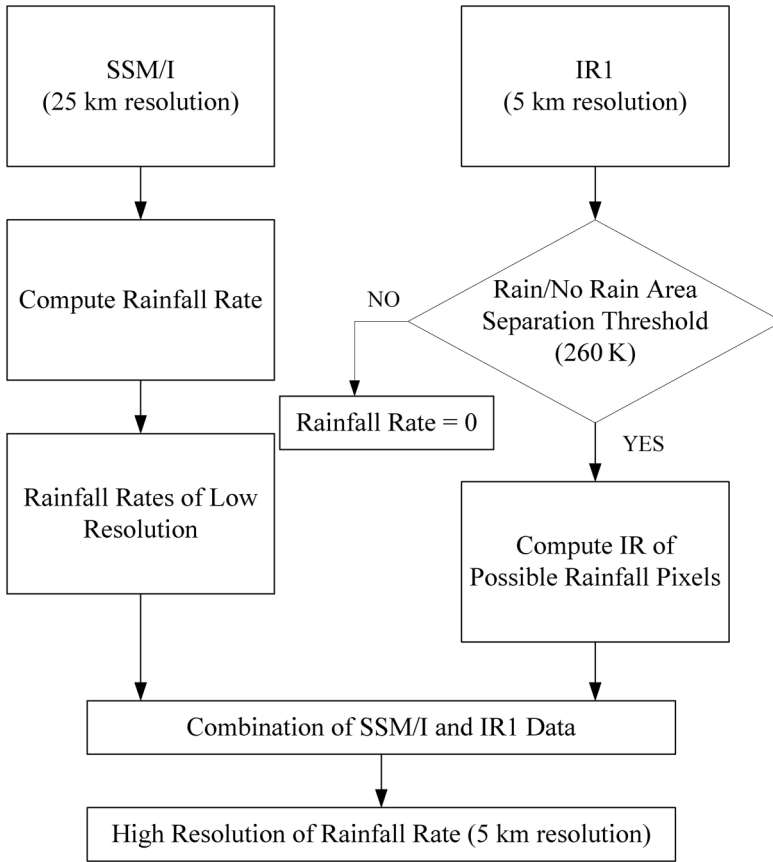 SSM/I
(25 km resolution)
IR1
(5 km resolution)
Compute Rainfall Rate
NO
Rain/No Rain Area
Separation Threshold
(260 K)
Rainfall Rate = 0
YES
Rainfall Rates of Low
Resolution
Compute IR of
Possible Rainfall Pixels
Combination of SSM/I and IR1 Data
High Resolution of Rainfall Rate (5 km resolution)